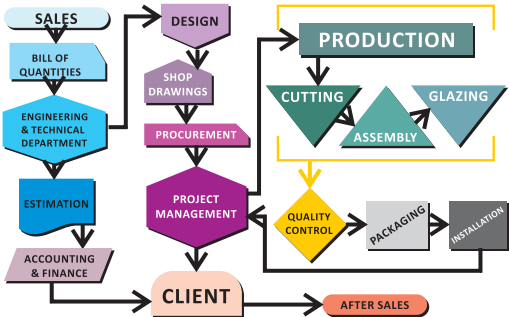 SALES
BILL OF
QUANTITIES
ENGINEERING
& TECHNICAL
DEPARTMENT
ESTIMATION
ACCOUNTING
& FINANCE
DESIGN
SHOP
DRAWINGS
PROCUREMENT
PROJECT
MANAGEMENT
CLIENT
PRODUCTION
CUTTING
ASSEMBLY
GLAZING
QUALITY
CONTROL
PACKAGING
INSTALLATION
AFTER SALES